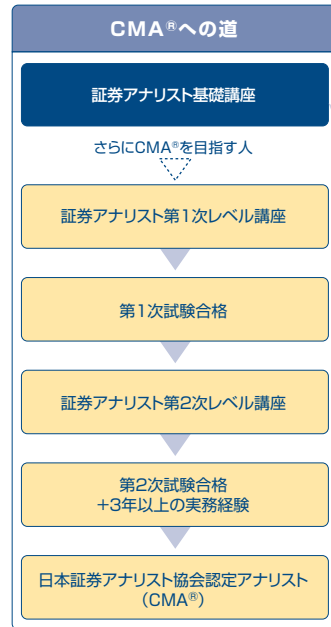 CMA®への道
証券アナリスト基礎講座
さらにCMA®を目指す人
証券アナリスト第1次レベル講座
第1次試験合格
証券アナリスト第2次レベル講座
第2次試験合格
+3年以上の実務経験
日本証券アナリスト協会認定アナリスト
(CMA®)